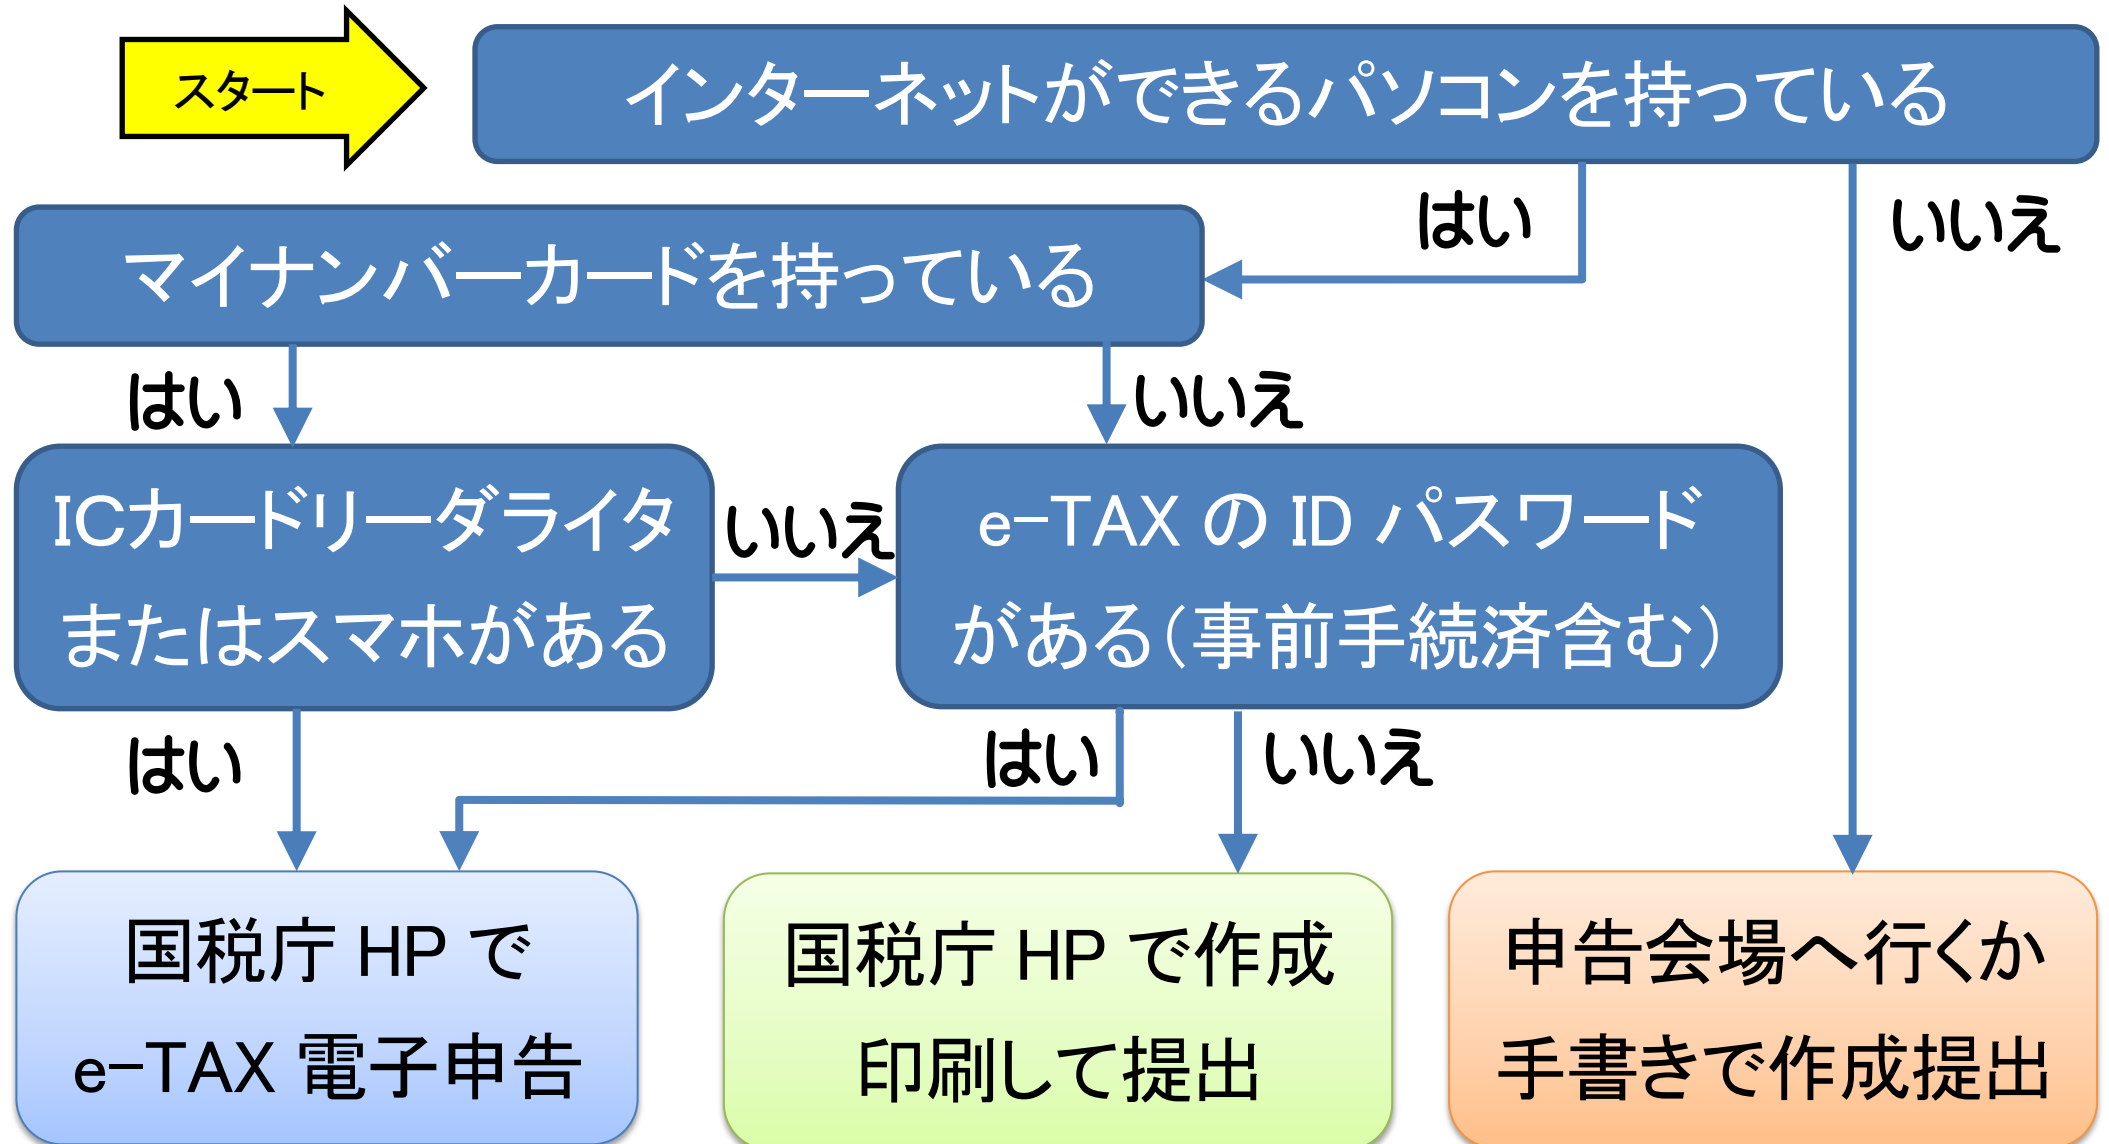 スタート
インターネットができるパソコンを持っている
はい
いいえ
マイナンバーカードを持っている
はい
いいえ
ICカードリーダライタ
またはスマホがある
いいえ
e-TAX の ID パスワード
がある（事前手続済含む）
はい
はい
いいえ
国税庁 HP で
e-TAX 電子申告
国税庁 HP で作成
印刷して提出
申告会場へ行くか
手書きで作成提出